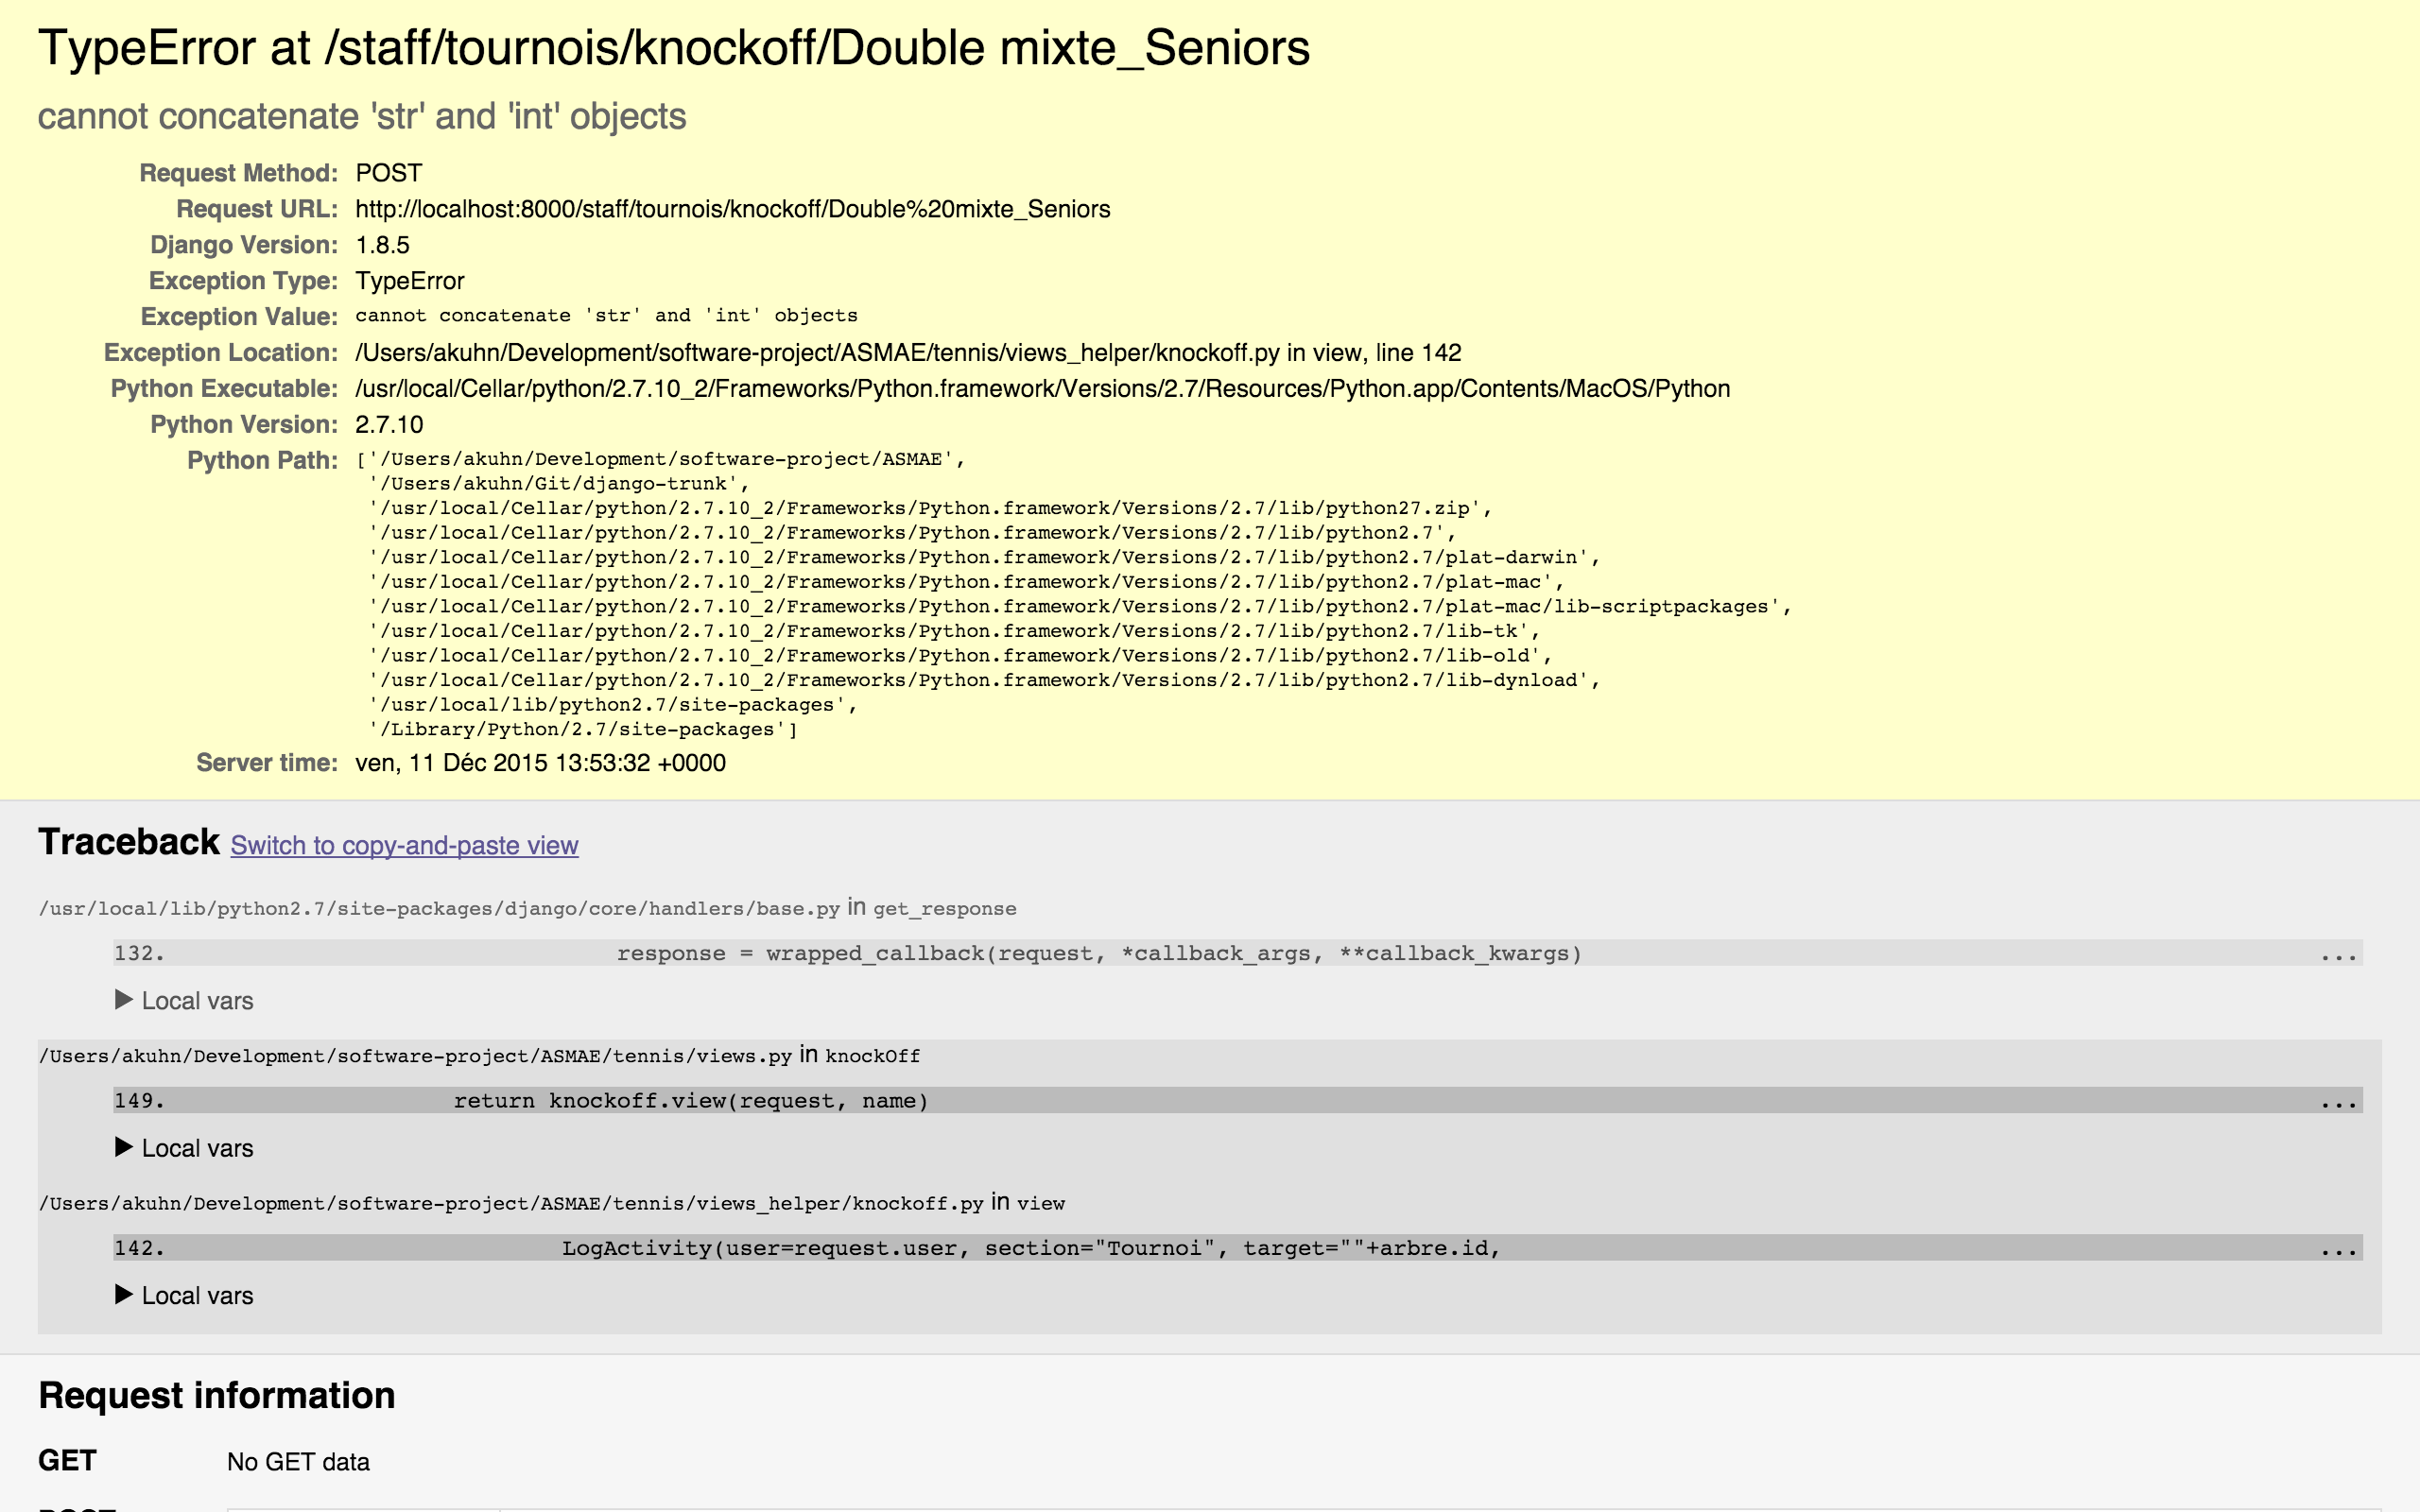 TypeError at /staff/tournois/knockoff/Double mixte_Seniors
cannot concatenate 'str' and 'int' objects
Request Method: POST
Request URL: http://localhost:8000/staff/tournois/knockoff/Double%20mixte_Seniors
Django Version: 1.8.5
Exception Type: TypeError
Exception Value: cannot concatenate 'str' and 'int' objects
Exception Location: /Users/akuhn/Development/software-project/ASMAE/tennis/views_helper/knockoff.py in view, line 142
Python Executable: /usr/local/Cellar/python/2.7.10_2/Frameworks/Python.framework/Versions/2.7/Resources/Python.app/Contents/MacOS/Python
Python Version: 2.7.10
Python Path: ['/Users/akuhn/Development/software-project/ASMAE',
'/Users/akuhn/Git/django-trunk',
'/usr/local/Cellar/python/2.7.10_2/Frameworks/Python.framework/Versions/2.7/lib/python27.zip',
'/usr/local/Cellar/python/2.7.10_2/Frameworks/Python.framework/Versions/2.7/lib/python2.7',
'/usr/local/Cellar/python/2.7.10_2/Frameworks/Python.framework/Versions/2.7/lib/python2.7/plat-darwin',
'/usr/local/Cellar/python/2.7.10_2/Frameworks/Python.framework/Versions/2.7/lib/python2.7/plat-mac',
'/usr/local/Cellar/python/2.7.10_2/Frameworks/Python.framework/Versions/2.7/lib/python2.7/plat-mac/lib-scriptpackages',
'/usr/local/Cellar/python/2.7.10_2/Frameworks/Python.framework/Versions/2.7/lib/python2.7/lib-tk',
'/usr/local/Cellar/python/2.7.10_2/Frameworks/Python.framework/Versions/2.7/lib/python2.7/lib-old',
'/usr/local/Cellar/python/2.7.10_2/Frameworks/Python.framework/Versions/2.7/lib/python2.7/lib-dynload',
'/usr/local/lib/python2.7/site-packages',
'/Library/Python/2.7/site-packages']
Server time: ven, 11 Déc 2015 13:53:32 +0000
Traceback Switch to copy-and-paste view
/usr/local/lib/python2.7/site-packages/django/core/handlers/base.py in get_response
132. response = wrapped_callback(request, *callback_args, **callback_kwargs) ...
▶ Local vars
/Users/akuhn/Development/software-project/ASMAE/tennis/views.py in knockOff
149. return knockoff.view(request, name) ...
▶ Local vars
/Users/akuhn/Development/software-project/ASMAE/tennis/views_helper/knockoff.py in view
142. LogActivity(user=request.user, section="Tournoi", target=""+arbre.id, ...
▶ Local vars
Request information
GET No GET data